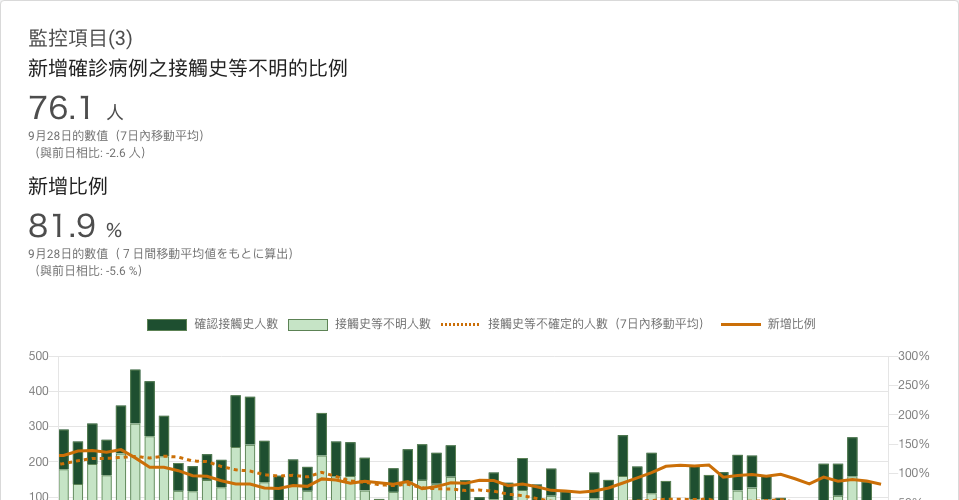 監控項目(3)
新增確診病例之接觸史等不明的比例
76.1 人
9月28日的數值（7日內移動平均）
（與前日相比: -2.6 人）
新增比例
81.9 %
9月28日的數值（７日間移動平均値をもとに算出）
（與前日相比: -5.6 %）
確認接觸史人數 接觸史等不明人數 接觸史等不確定的人數（7日內移動平均） 新增比例
500 300%
250%
400
200%
300
150%
200
100%
100